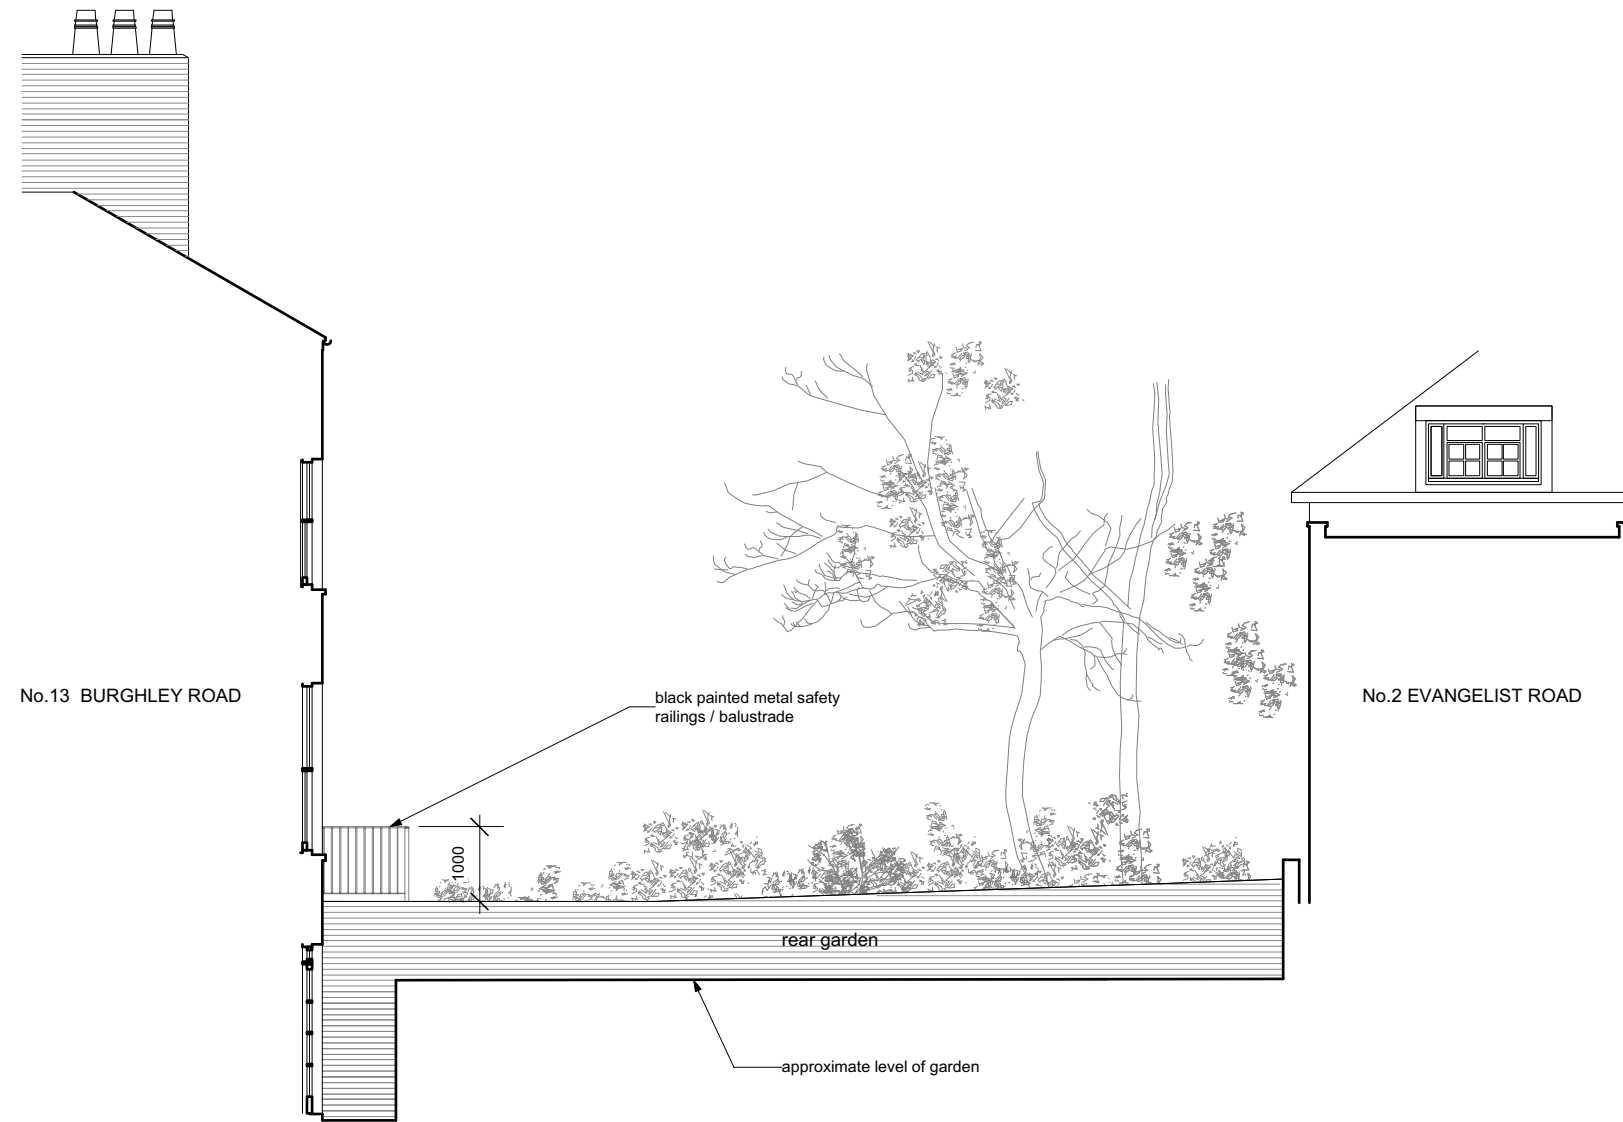 No.13 BURGHLEY ROAD
black painted metal safety
railings / balustrade
No.2 EVANGELIST ROAD
1000
rear garden
approximate level of garden